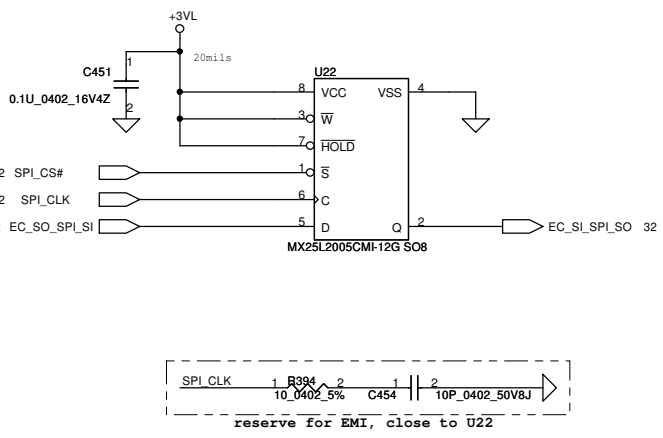 +3VL
20mils
C451
1
2
0.1U_0402_16V4Z
U22
8 VCC VSS 4
3 W
7 HOLD
2 SPI_CS# 1 S
2 SPI_CLK 6 C
EC_SO_SPI_SI 5 D Q 2 EC_SI_SPI_SO 32
MX25L2005CMI-12G SO8
SPI_CLK 1 R394 2 1 2
10_0402_5% C454 10P_0402_50V8J
reserve for EMI, close to U22